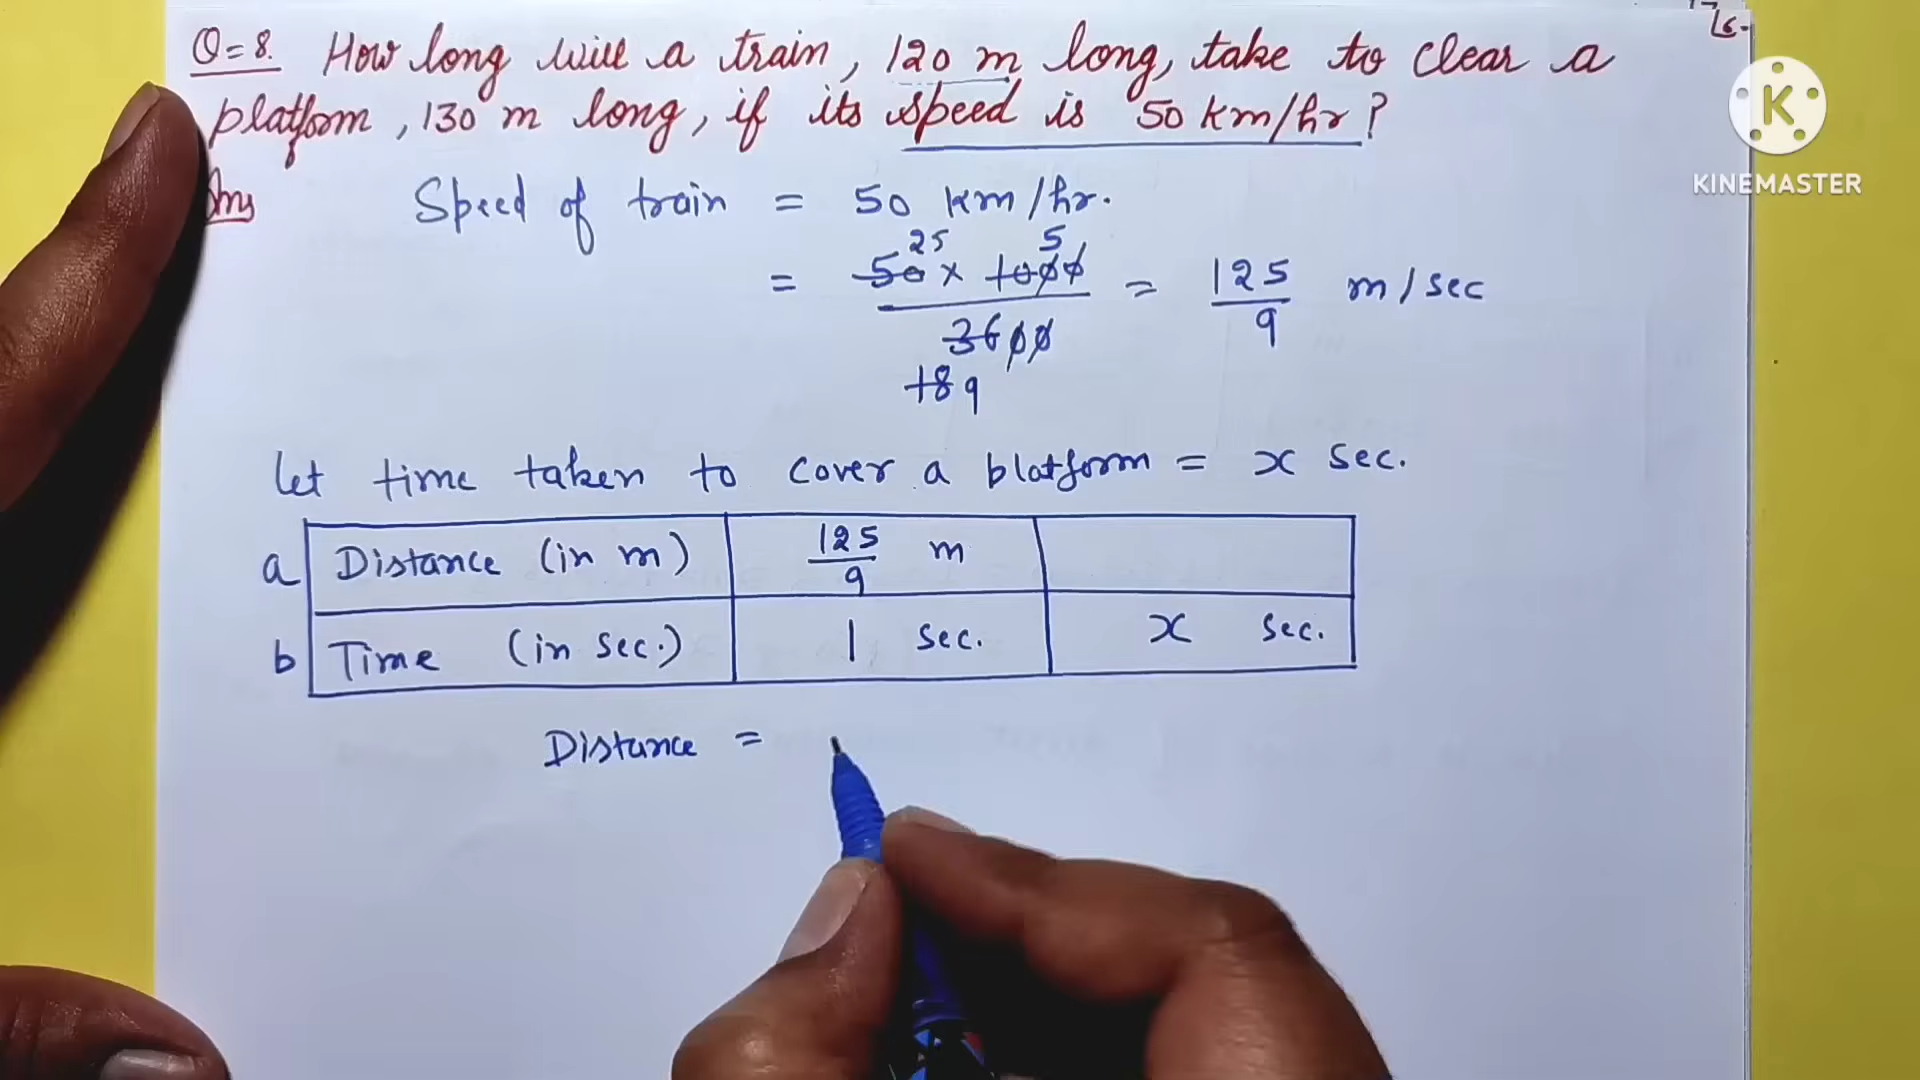 Q=8. How long will a train, 120 m long, take to clear a
platform, 130 m long, if its speed is 50 km/hr?
Ans
Speed of train = 50 km/hr.
25 5
= 50 x 1000 = 125 m/sec
3600 9
18 9
let time taken to cover a platform = x sec.
a Distance (in m) 125/9 m
b Time (in sec.) 1 sec. x sec.
Distance =
K
KINEMASTER